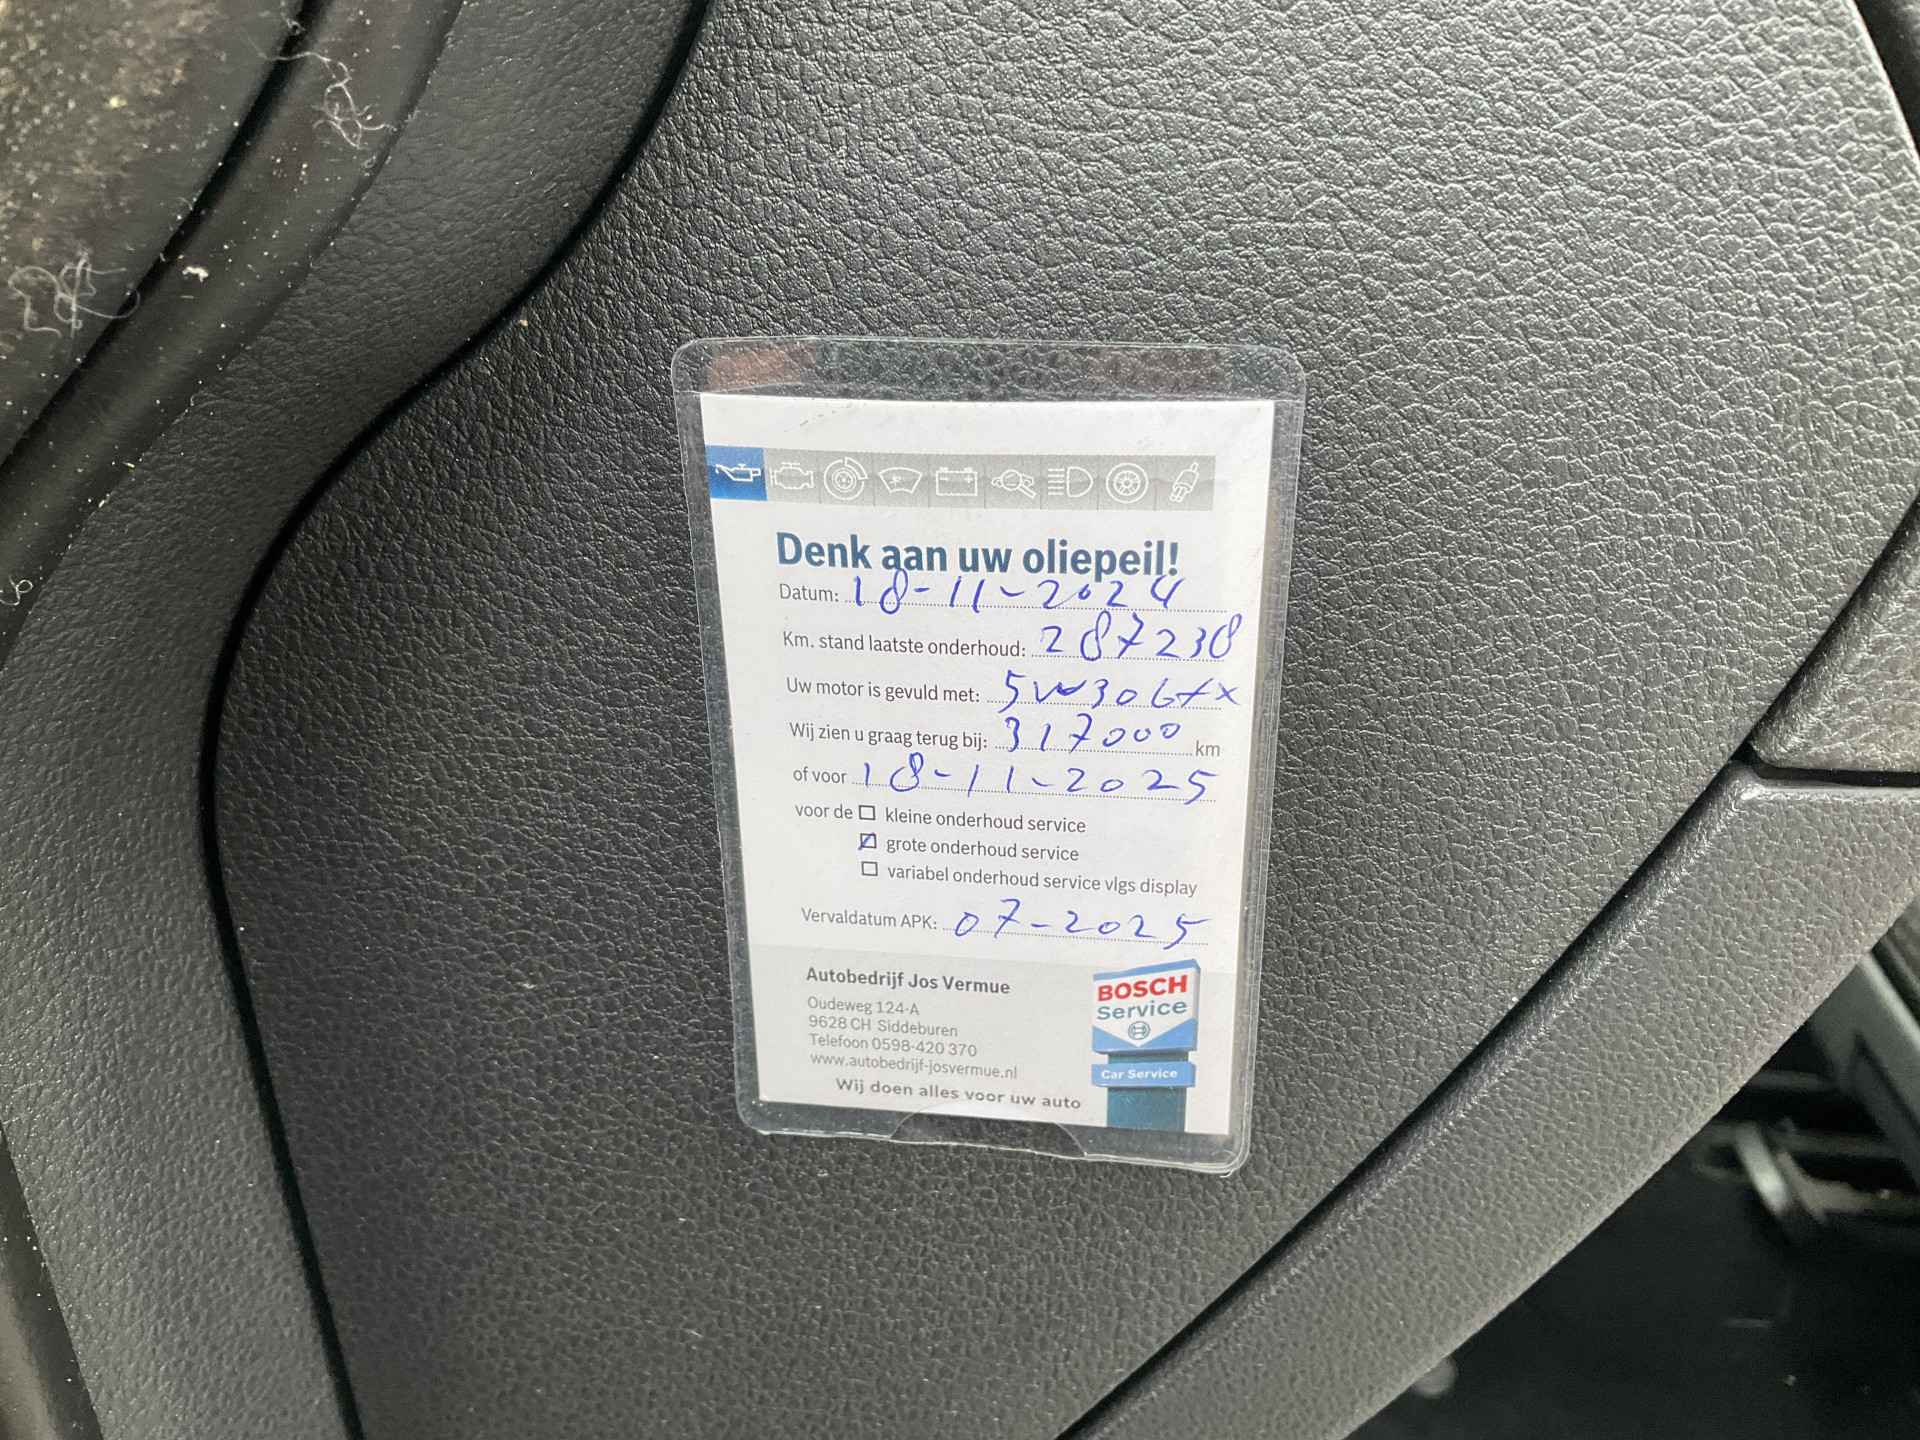 Denk aan uw oliepeil!
Datum: 18-11-2024
Km. stand laatste onderhoud: 287238
Uw motor is gevuld met: 5W30
Wij zien u graag terug bij: 317000 km
of voor 18-11-2025
voor de ☐ kleine onderhoud service
☑ grote onderhoud service
☐ variabel onderhoud service vlgs display
Vervaldatum APK: 07-2025
Autobedrijf Jos Vermue
Oudeweg 124-A
9628 CH Siddeburen
Telefoon 0598-420 370
www.autobedrijf-josvermue.nl
Wij doen alles voor uw auto
BOSCH
Service
Car Service